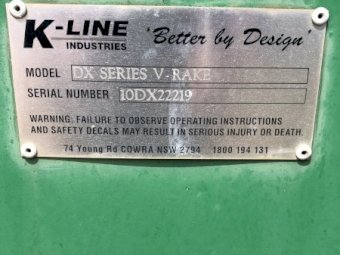 K-LINE 'Better by Design'
INDUSTRIES
MODEL DX SERIES V-RAKE
SERIAL NUMBER 10DX22219
WARNING: FAILURE TO OBSERVE OPERATING INSTRUCTIONS
AND SAFETY DECALS MAY RESULT IN SERIOUS INJURY OR DEATH.
74 Young Rd COWRA NSW 2794 1800 194 131